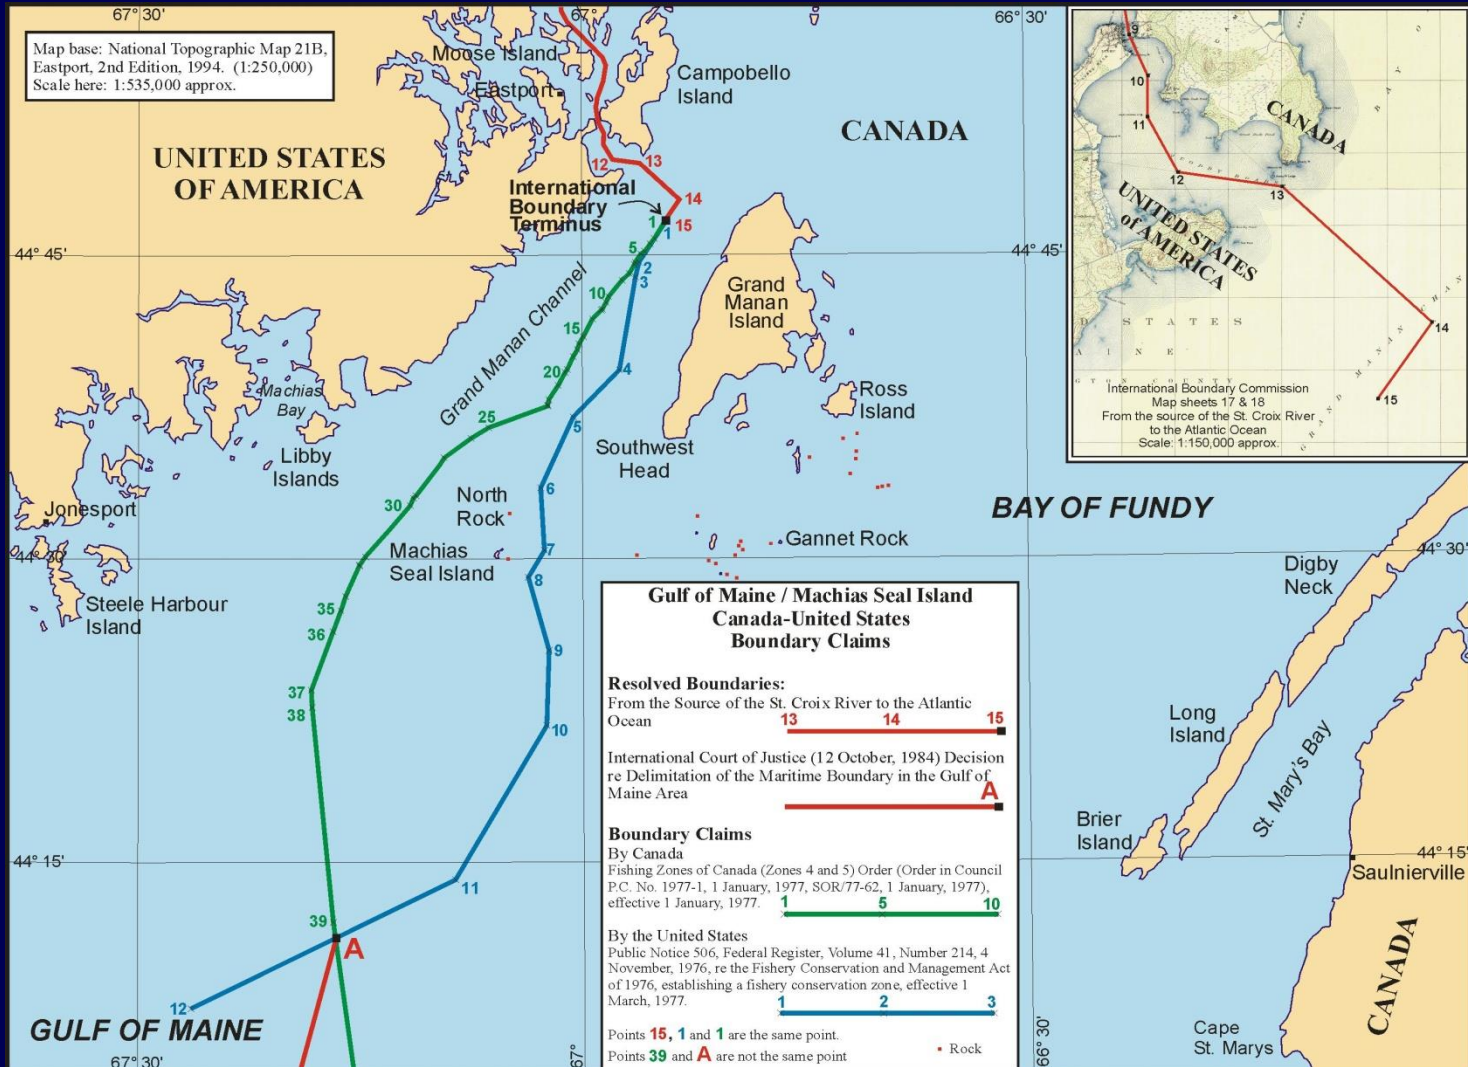 67° 30'
67°
66° 30'
Map base: National Topographic Map 21B,
Eastport, 2nd Edition, 1994. (1:250,000)
Scale here: 1:535,000 approx.
Moose Island
Eastport
Campobello
Island
CANADA
UNITED STATES
OF AMERICA
12
13
14
15
International
Boundary
Terminus
1
1
44° 45'
44° 45'
5
2
3
Grand Manan Channel
10
15
20
25
4
5
Grand
Manan
Island
Ross
Island
Machias
Bay
Libby
Islands
Southwest
Head
Jonesport
30
North
Rock
6
7
8
Machias
Seal Island
Gannet Rock
BAY OF FUNDY
44° 30'
44° 30'
Steele Harbour
Island
35
36
37
38
9
10
11
39
A
12
GULF OF MAINE
44° 15'
44° 15'
67° 30'
67°
66° 30'
Digby
Neck
Long
Island
St. Mary's Bay
Brier
Island
Saulnierville
CANADA
Cape
St. Marys
9
10
11
12
13
14
15
CANADA
UNITED STATES
of AMERICA
BAY O
D STATES
AINE
GTON COUNTY
GRAND MANAN CHAN
International Boundary Commission
Map sheets 17 & 18
From the source of the St. Croix River
to the Atlantic Ocean
Scale: 1:150,000 approx.
Gulf of Maine / Machias Seal Island
Canada-United States
Boundary Claims
Resolved Boundaries:
From the Source of the St. Croix River to the Atlantic
Ocean
13 14 15
International Court of Justice (12 October, 1984) Decision
re Delimitation of the Maritime Boundary in the Gulf of
Maine Area
A
Boundary Claims
By Canada
Fishing Zones of Canada (Zones 4 and 5) Order (Order in Council
P.C. No. 1977-1, 1 January, 1977, SOR/77-62, 1 January, 1977),
effective 1 January, 1977.
1 5 10
By the United States
Public Notice 506, Federal Register, Volume 41, Number 214, 4
November, 1976, re the Fishery Conservation and Management Act
of 1976, establishing a fishery conservation zone, effective 1
March, 1977.
1 2 3
Points 15, 1 and 1 are the same point.
Points 39 and A are not the same point
Rock